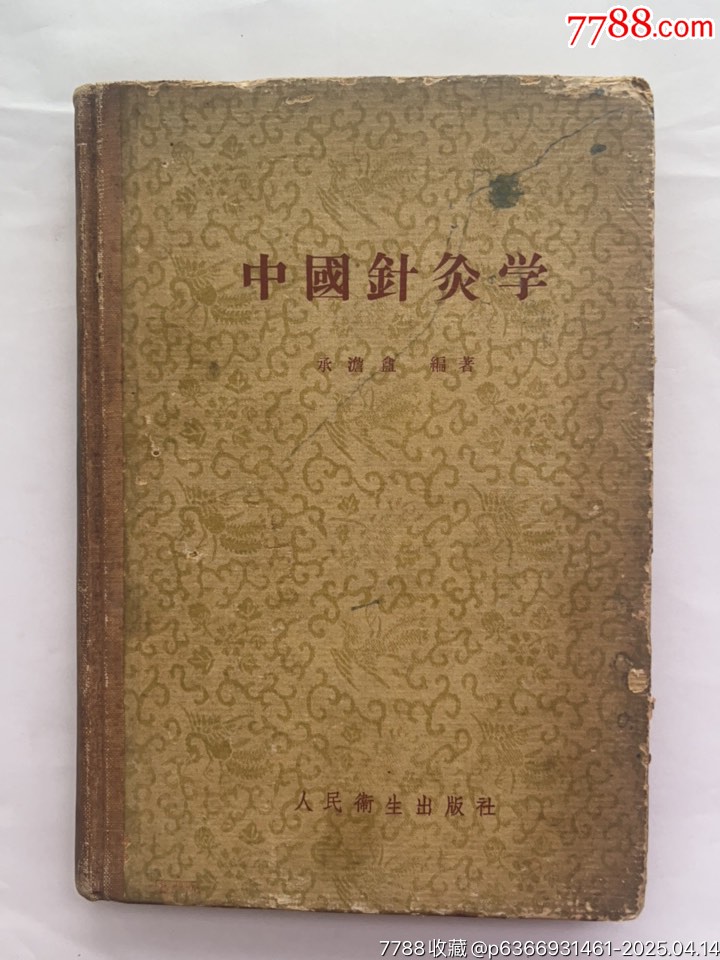 7788.com
中國針灸学
承澹盦 編著
人民衛生出版社
7788收藏@p6366931461-2025.04.14